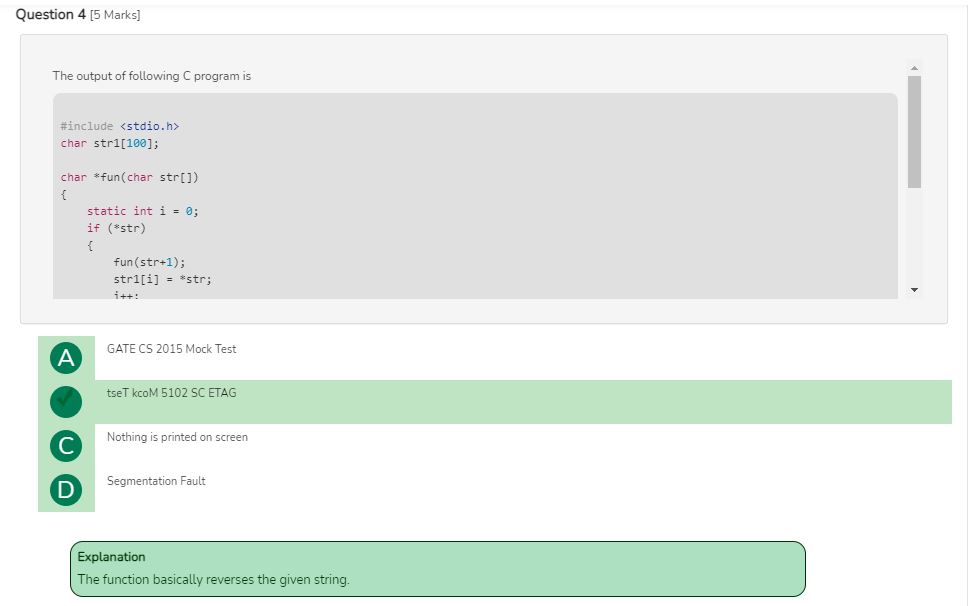 Question 4 [5 Marks]
The output of following C program is
#include <stdio.h>
char str1[100];
char *fun(char str[])
{
    static int i = 0;
    if (*str)
    {
        fun(str+1);
        str1[i] = *str;
        i++;
A
GATE CS 2015 Mock Test
tseT kcoM 5102 SC ETAG
C
Nothing is printed on screen
D
Segmentation Fault
Explanation
The function basically reverses the given string.